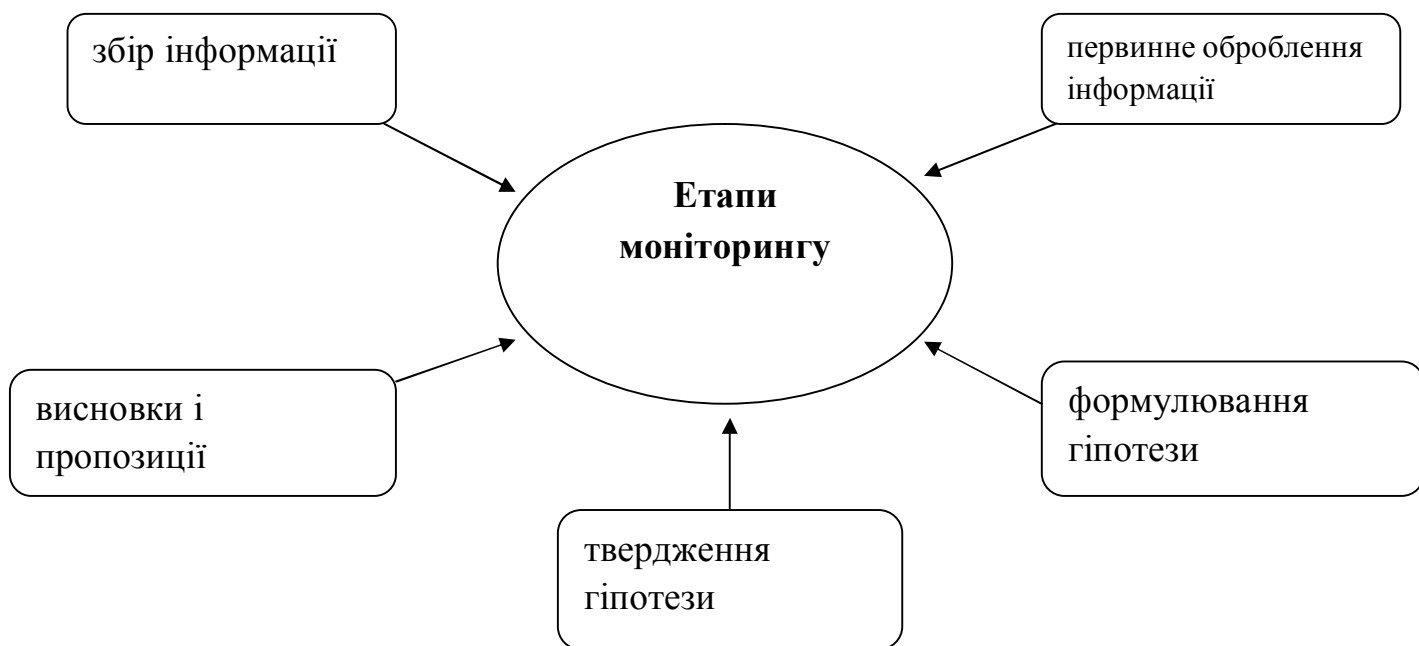 збір інформації
первинне оброблення
інформації
Етапи
моніторингу
висновки і
пропозиції
формулювання
гіпотези
твердження
гіпотези